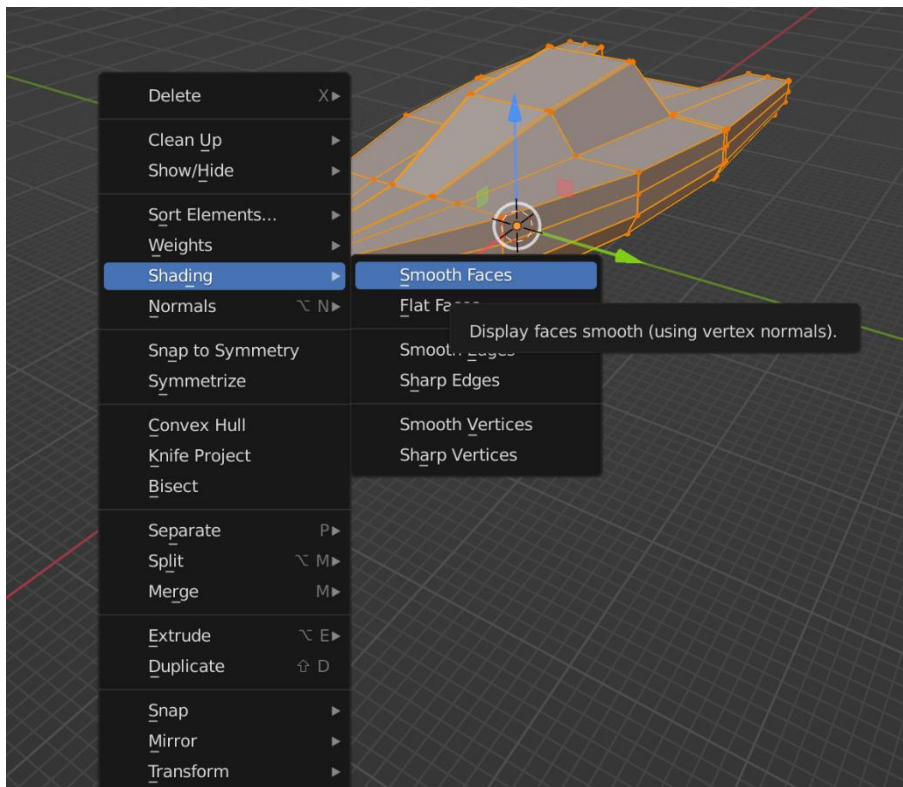 Delete X
Clean Up
Show/Hide
Sort Elements...
Weights
Shading
Normals ⌥ N
Snap to Symmetry
Symmetrize
Convex Hull
Knife Project
Bisect
Separate P
Split ⌥ M
Merge M
Extrude ⌥ E
Duplicate ⇧ D
Snap
Mirror
Transform
Smooth Faces
Flat
Display faces smooth (using vertex normals).
Smooth Edges
Sharp Edges
Smooth Vertices
Sharp Vertices